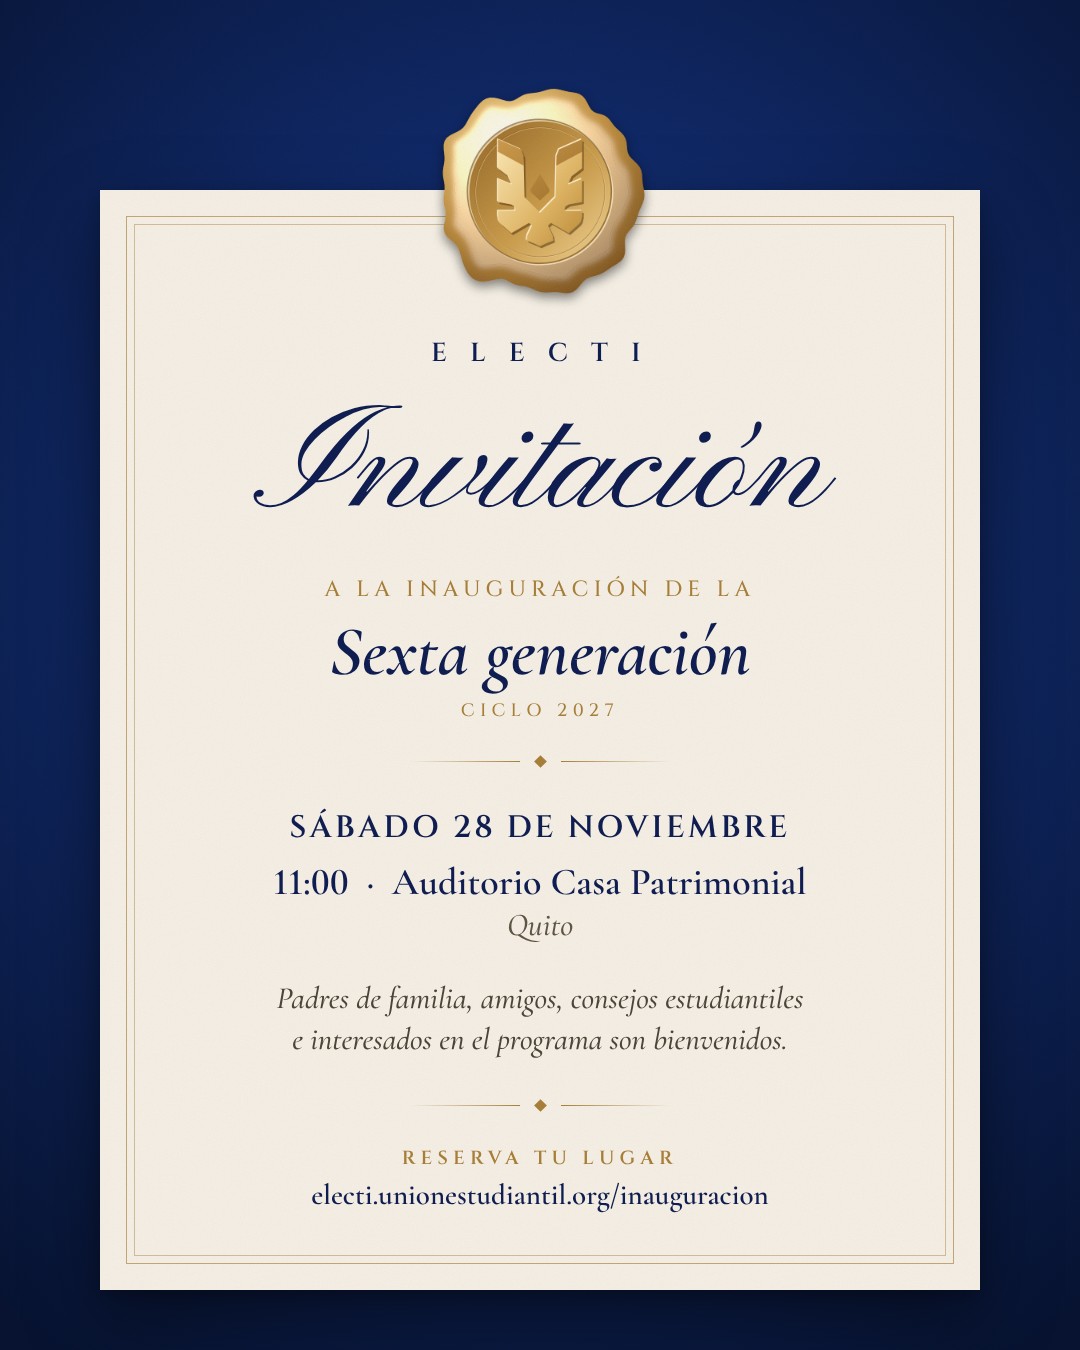 ELECTI
Invitación
A LA INAUGURACIÓN DE LA
Sexta generación
CICLO 2027
SÁBADO 28 DE NOVIEMBRE
11:00 · Auditorio Casa Patrimonial
Quito
Padres de familia, amigos, consejos estudiantiles
e interesados en el programa son bienvenidos.
RESERVA TU LUGAR
electi.unionestudiantil.org/inauguracion